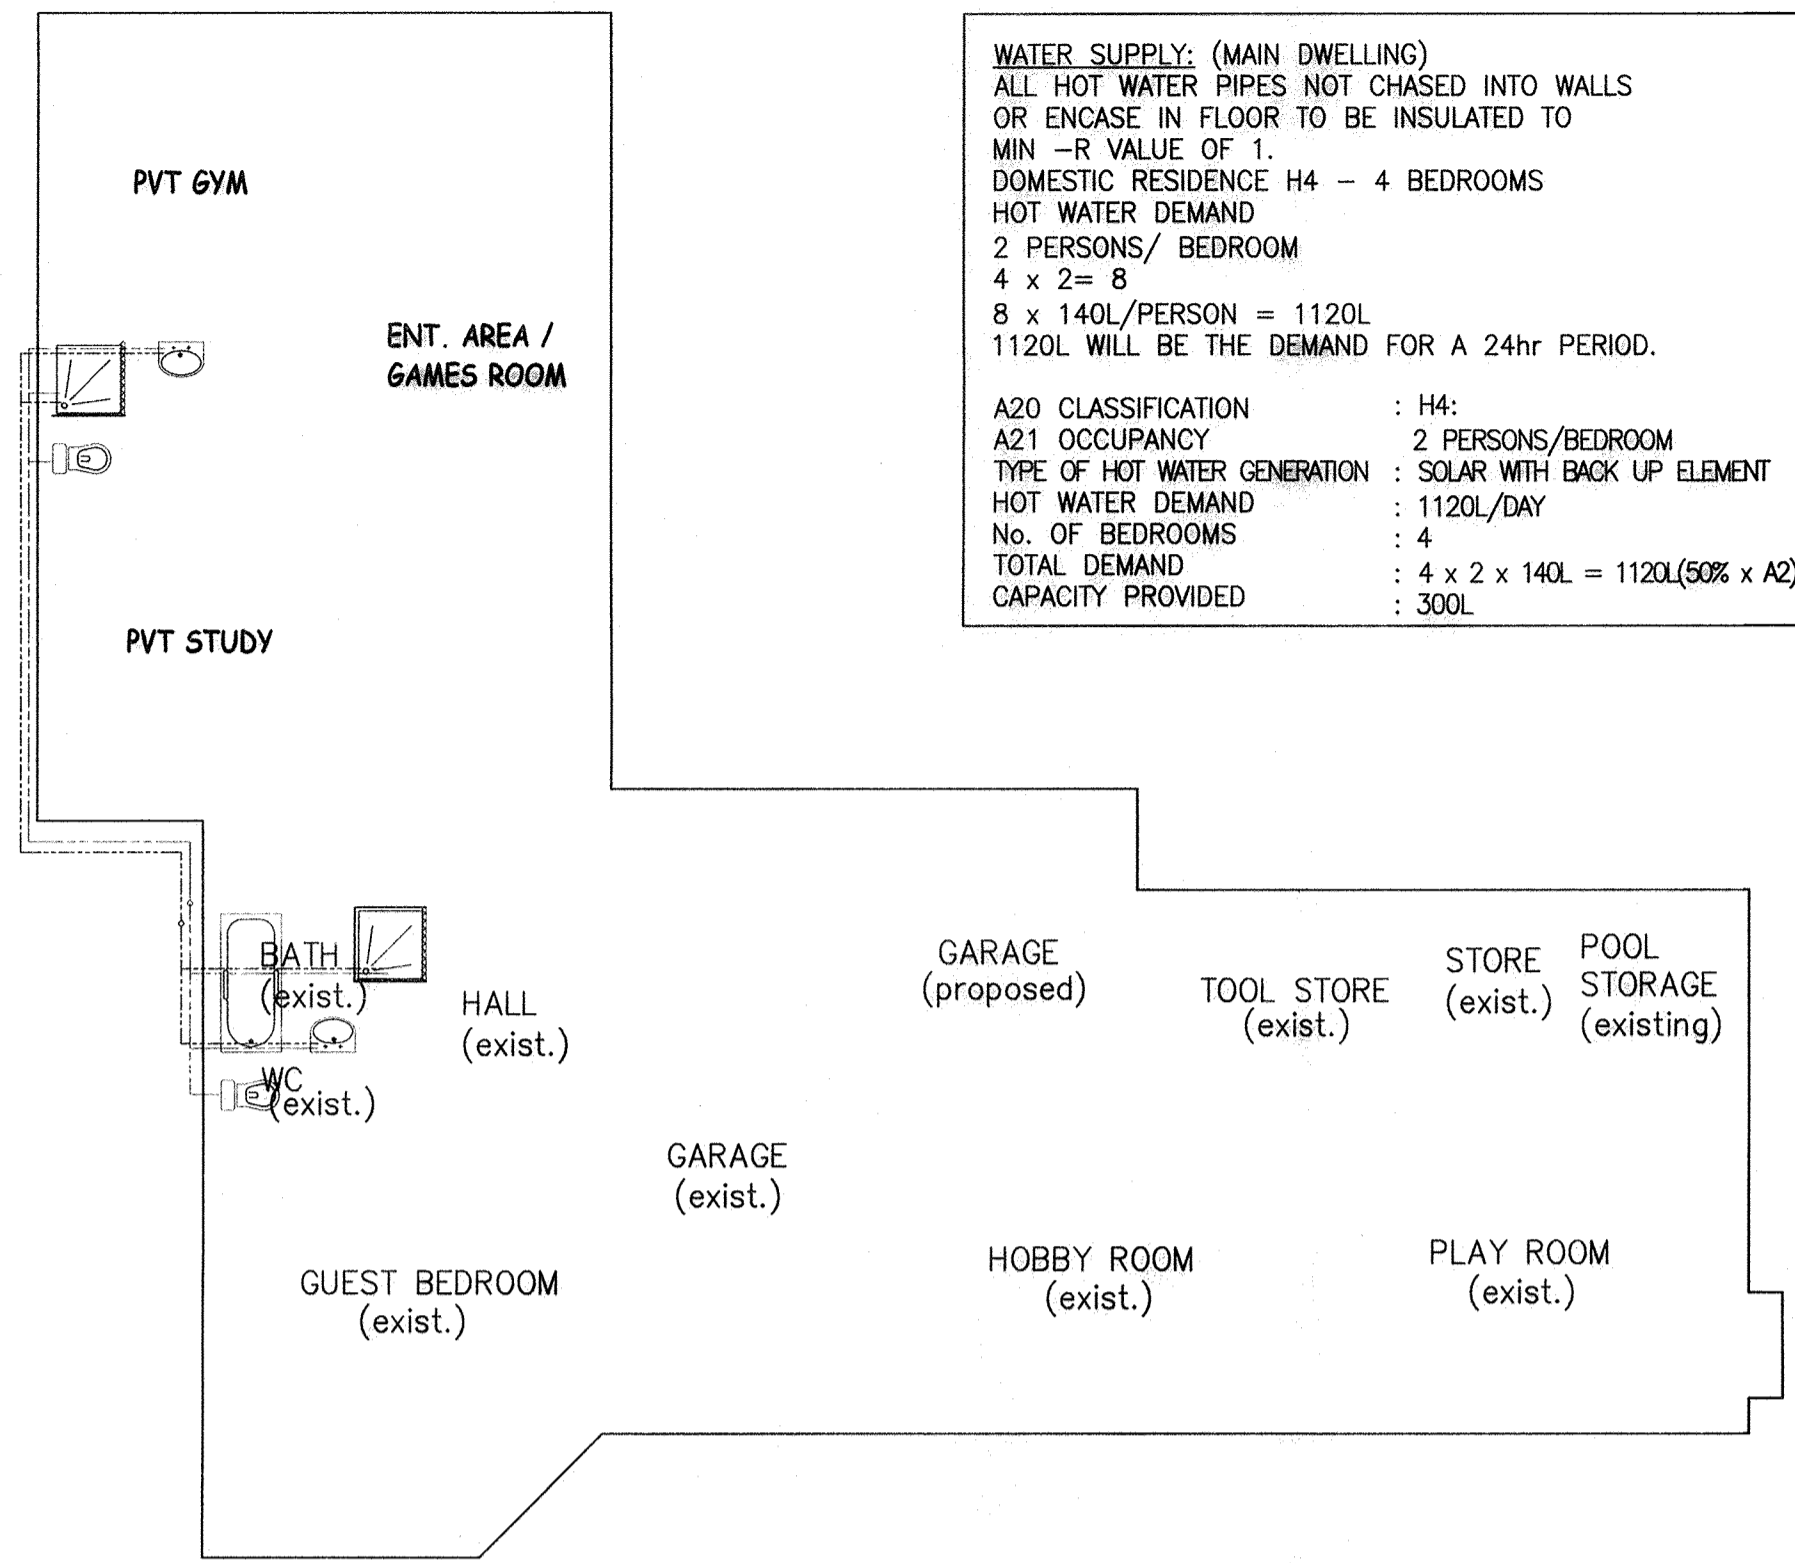 PVT GYM
ENT. AREA /
GAMES ROOM
PVT STUDY
WATER SUPPLY: (MAIN DWELLING)
ALL HOT WATER PIPES NOT CHASED INTO WALLS
OR ENCASE IN FLOOR TO BE INSULATED TO
MIN -R VALUE OF 1.
DOMESTIC RESIDENCE H4 - 4 BEDROOMS
HOT WATER DEMAND
2 PERSONS/ BEDROOM
4 x 2= 8
8 x 140L/PERSON = 1120L
1120L WILL BE THE DEMAND FOR A 24hr PERIOD.
A20 CLASSIFICATION : H4:
A21 OCCUPANCY 2 PERSONS/BEDROOM
TYPE OF HOT WATER GENERATION : SOLAR WITH BACK UP ELEMENT
HOT WATER DEMAND : 1120L/DAY
No. OF BEDROOMS : 4
TOTAL DEMAND : 4 x 2 x 140L = 1120L(50% x A2)
CAPACITY PROVIDED : 300L
BATH
(exist.)
HALL
(exist.)
WC
(exist.)
GARAGE
(proposed)
TOOL STORE
(exist.)
STORE
(exist.)
POOL
STORAGE
(existing)
GARAGE
(exist.)
GUEST BEDROOM
(exist.)
HOBBY ROOM
(exist.)
PLAY ROOM
(exist.)